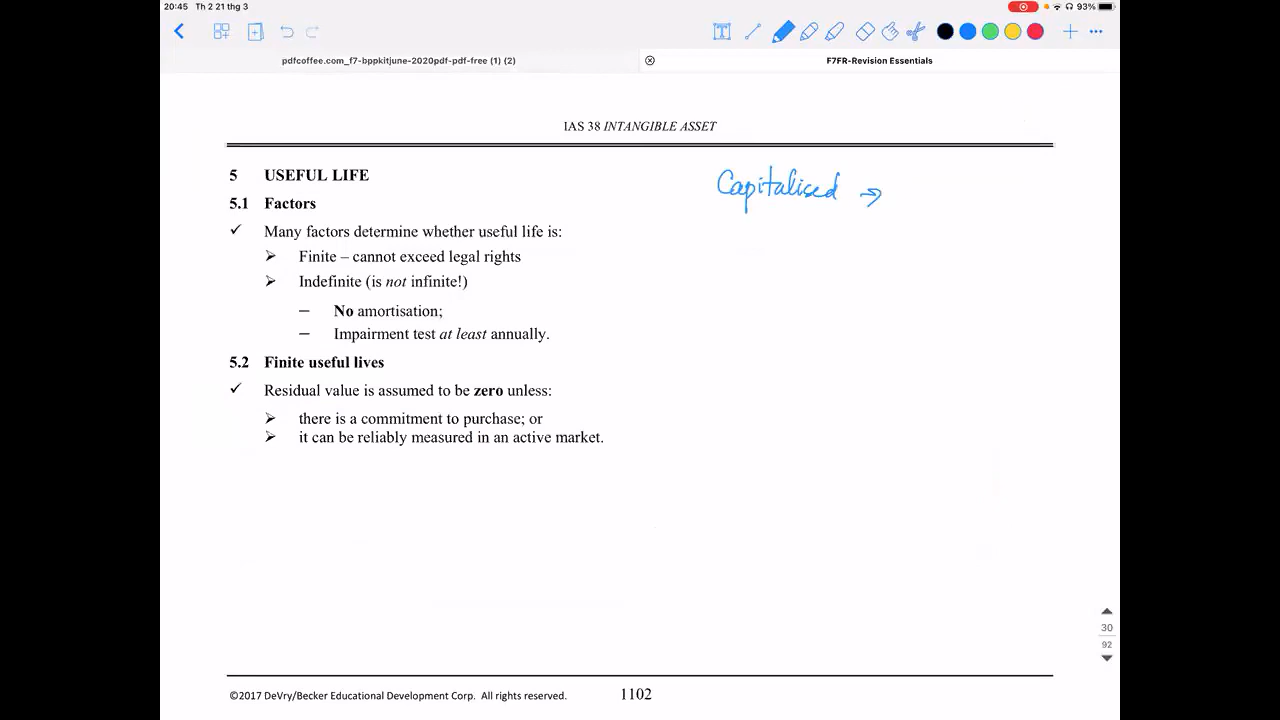 20:45 Th 2 21 thg 3
93%
pdfcoffee.com_f7-bppkitjune-2020pdf-pdf-free (1) (2)
F7FR-Revision Essentials
IAS 38 INTANGIBLE ASSET
5 USEFUL LIFE
Capitalised →
5.1 Factors
✓ Many factors determine whether useful life is:
➢ Finite – cannot exceed legal rights
➢ Indefinite (is not infinite!)
– No amortisation;
– Impairment test at least annually.
5.2 Finite useful lives
✓ Residual value is assumed to be zero unless:
➢ there is a commitment to purchase; or
➢ it can be reliably measured in an active market.
30
92
©2017 DeVry/Becker Educational Development Corp. All rights reserved. 1102